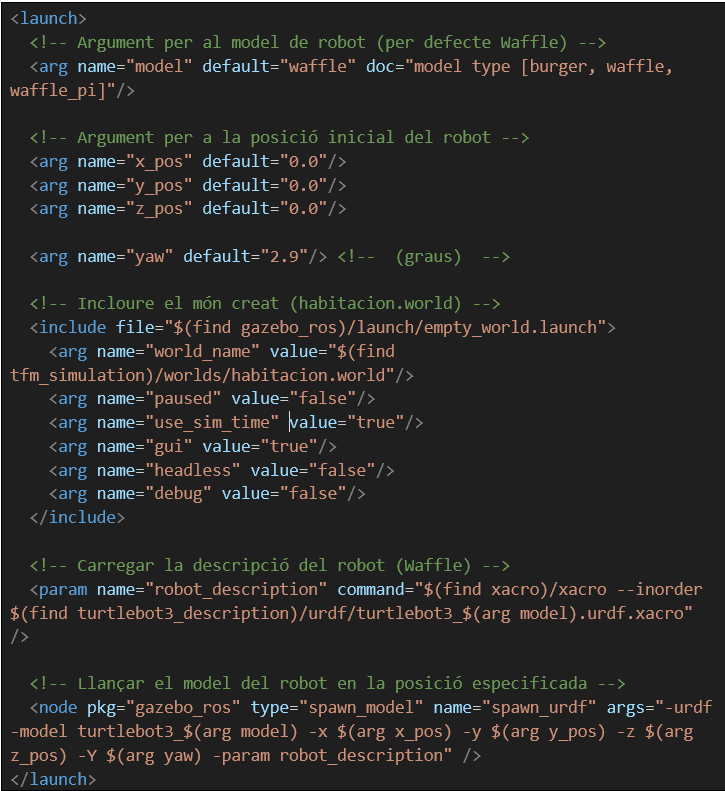 <launch>
<!-- Argument per al model de robot (per defecte Waffle) -->
<arg name="model" default="waffle" doc="model type [burger, waffle,
waffle_pi]"/>
<!-- Argument per a la posició inicial del robot -->
<arg name="x_pos" default="0.0"/>
<arg name="y_pos" default="0.0"/>
<arg name="z_pos" default="0.0"/>
<arg name="yaw" default="2.9"/> <!--  (graus)  -->
<!-- Incloure el món creat (habitacion.world) -->
<include file="$(find gazebo_ros)/launch/empty_world.launch">
<arg name="world_name" value="$(find
tfm_simulation)/worlds/habitacion.world"/>
<arg name="paused" value="false"/>
<arg name="use_sim_time" value="true"/>
<arg name="gui" value="true"/>
<arg name="headless" value="false"/>
<arg name="debug" value="false"/>
</include>
<!-- Carregar la descripció del robot (Waffle) -->
<param name="robot_description" command="$(find xacro)/xacro --inorder
$(find turtlebot3_description)/urdf/turtlebot3_$(arg model).urdf.xacro"
/>
<!-- Llançar el model del robot en la posició especificada -->
<node pkg="gazebo_ros" type="spawn_model" name="spawn_urdf" args="-urdf
-model turtlebot3_$(arg model) -x $(arg x_pos) -y $(arg y_pos) -z $(arg
z_pos) -Y $(arg yaw) -param robot_description" />
</launch>